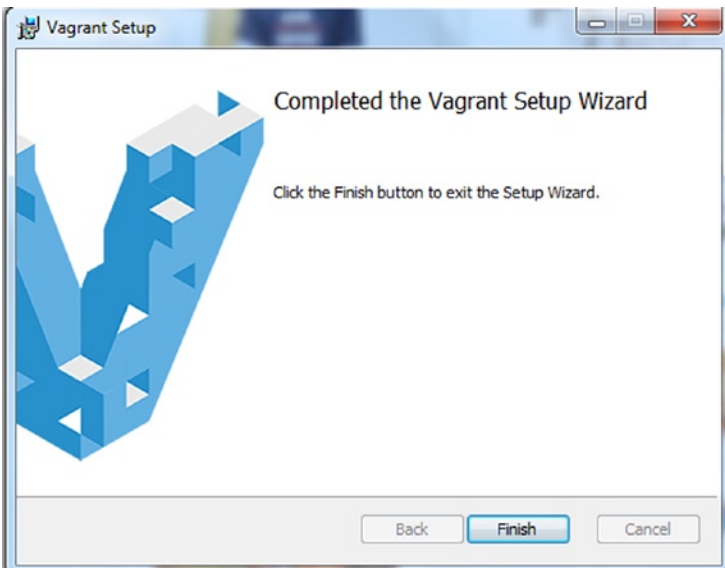 Vagrant Setup
Completed the Vagrant Setup Wizard
Click the Finish button to exit the Setup Wizard.
Back
Finish
Cancel